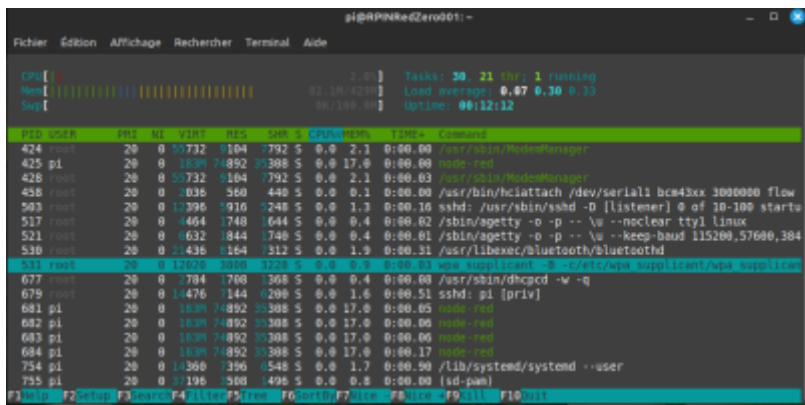 pi@RPINRedZero001: ~
Fichier Édition Affichage Rechercher Terminal Aide
CPU[ 2.0%] Tasks: 30, 21 thr; 1 running
Mem[ 82.1M/429M] Load average: 0.07 0.30 0.33
Swp[ 0K/100.0M] Uptime: 00:12:12
PID USER PRI NI VIRT RES SHR S CPU% MEM% TIME+ Command
424 root 20 0 55732 9104 7792 S 0.0 2.1 0:00.00 /usr/sbin/ModemManager
425 pi 20 0 183M 74892 35308 S 0.0 17.0 0:00.00 node-red
428 root 20 0 55732 9104 7792 S 0.0 2.1 0:00.03 /usr/sbin/ModemManager
458 root 20 0 2036 560 440 S 0.0 0.1 0:00.00 /usr/bin/hciattach /dev/serial1 bcm43xx 3000000 flow
503 root 20 0 12396 5916 5248 S 0.0 1.3 0:00.16 sshd: /usr/sbin/sshd -D [listener] 0 of 10-100 startu
517 root 20 0 4464 1748 1644 S 0.0 0.4 0:00.02 /sbin/agetty -o -p -- \u --noclear tty1 linux
521 root 20 0 6632 1844 1740 S 0.0 0.4 0:00.01 /sbin/agetty -o -p -- \u --keep-baud 115200,57600,384
530 root 20 0 21436 8164 7312 S 0.0 1.9 0:00.31 /usr/libexec/bluetooth/bluetoothd
531 root 20 0 12020 3808 3228 S 0.0 0.9 0:00.03 wpa_supplicant -B -c/etc/wpa_supplicant/wpa_supplican
677 root 20 0 2784 1708 1368 S 0.0 0.4 0:00.08 /usr/sbin/dhcpcd -w -q
679 root 20 0 14476 7144 6200 S 0.0 1.6 0:00.51 sshd: pi [priv]
681 pi 20 0 183M 74892 35308 S 0.0 17.0 0:00.05 node-red
682 pi 20 0 183M 74892 35308 S 0.0 17.0 0:00.06 node-red
683 pi 20 0 183M 74892 35308 S 0.0 17.0 0:00.06 node-red
684 pi 20 0 183M 74892 35308 S 0.0 17.0 0:00.17 node-red
754 pi 20 0 14360 7396 6548 S 0.0 1.7 0:00.90 /lib/systemd/systemd --user
755 pi 20 0 37196 3508 1496 S 0.0 0.8 0:00.00 (sd-pam)
F1Help F2Setup F3Search F4Filter F5Tree F6SortBy F7Nice - F8Nice + F9Kill F10Quit